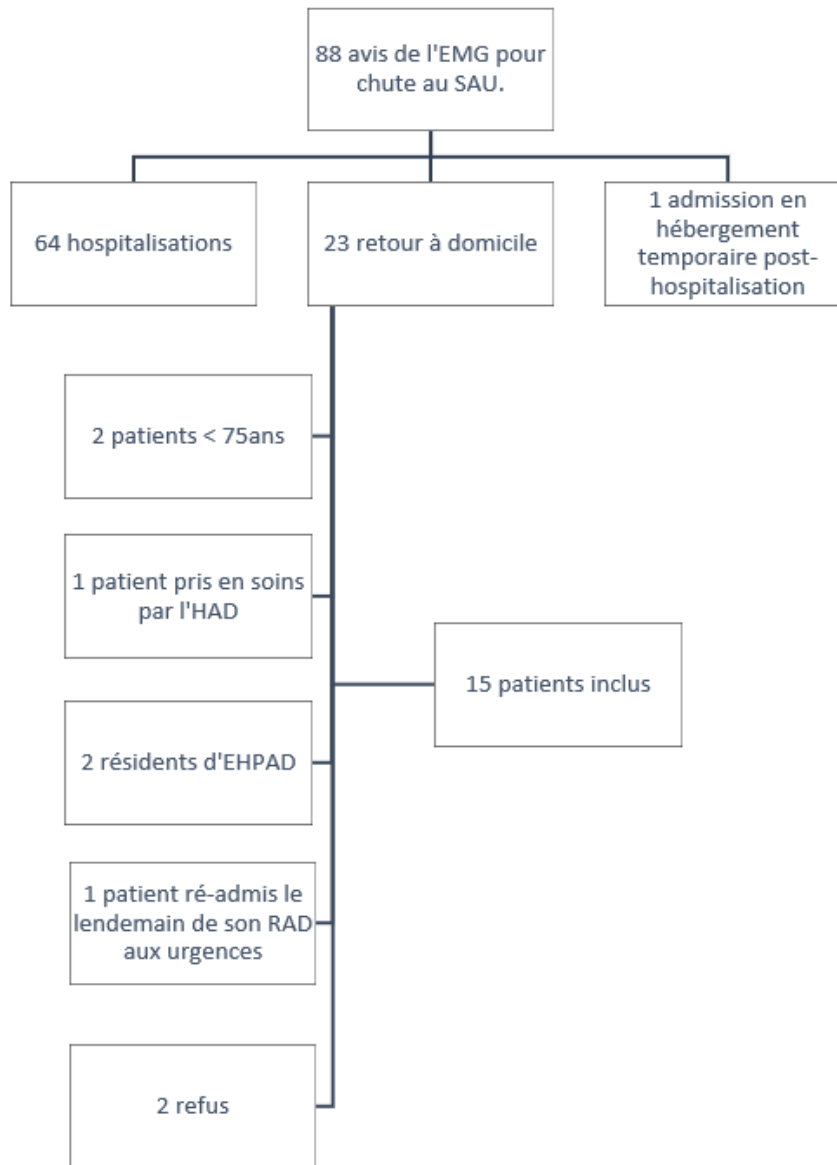 88 avis de l'EMG pour
chute au SAU.
64 hospitalisations
23 retour à domicile
1 admission en
hébergement
temporaire post-
hospitalisation
2 patients < 75ans
1 patient pris en soins
par l'HAD
15 patients inclus
2 résidents d'EHPAD
1 patient ré-admis le
lendemain de son RAD
aux urgences
2 refus